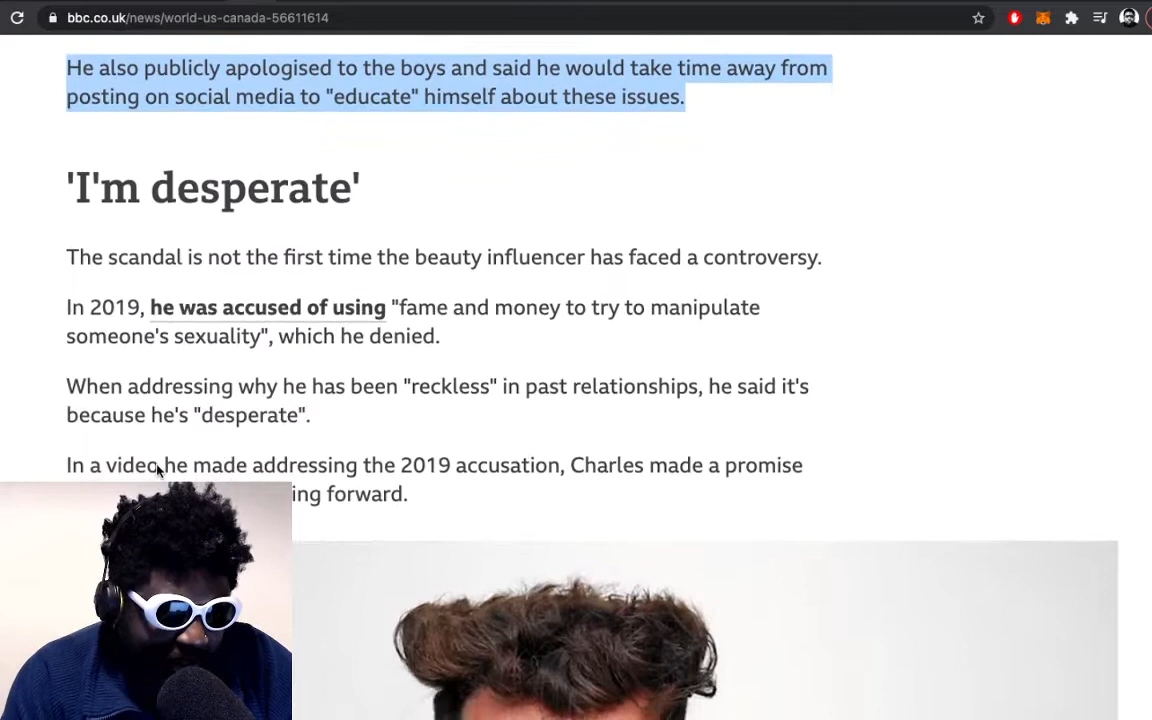 bbc.co.uk/news/world-us-canada-56611614
He also publicly apologised to the boys and said he would take time away from
posting on social media to "educate" himself about these issues.
'I'm desperate'
The scandal is not the first time the beauty influencer has faced a controversy.
In 2019, he was accused of using "fame and money to try to manipulate
someone's sexuality", which he denied.
When addressing why he has been "reckless" in past relationships, he said it's
because he's "desperate".
In a video he made addressing the 2019 accusation, Charles made a promise
ing forward.